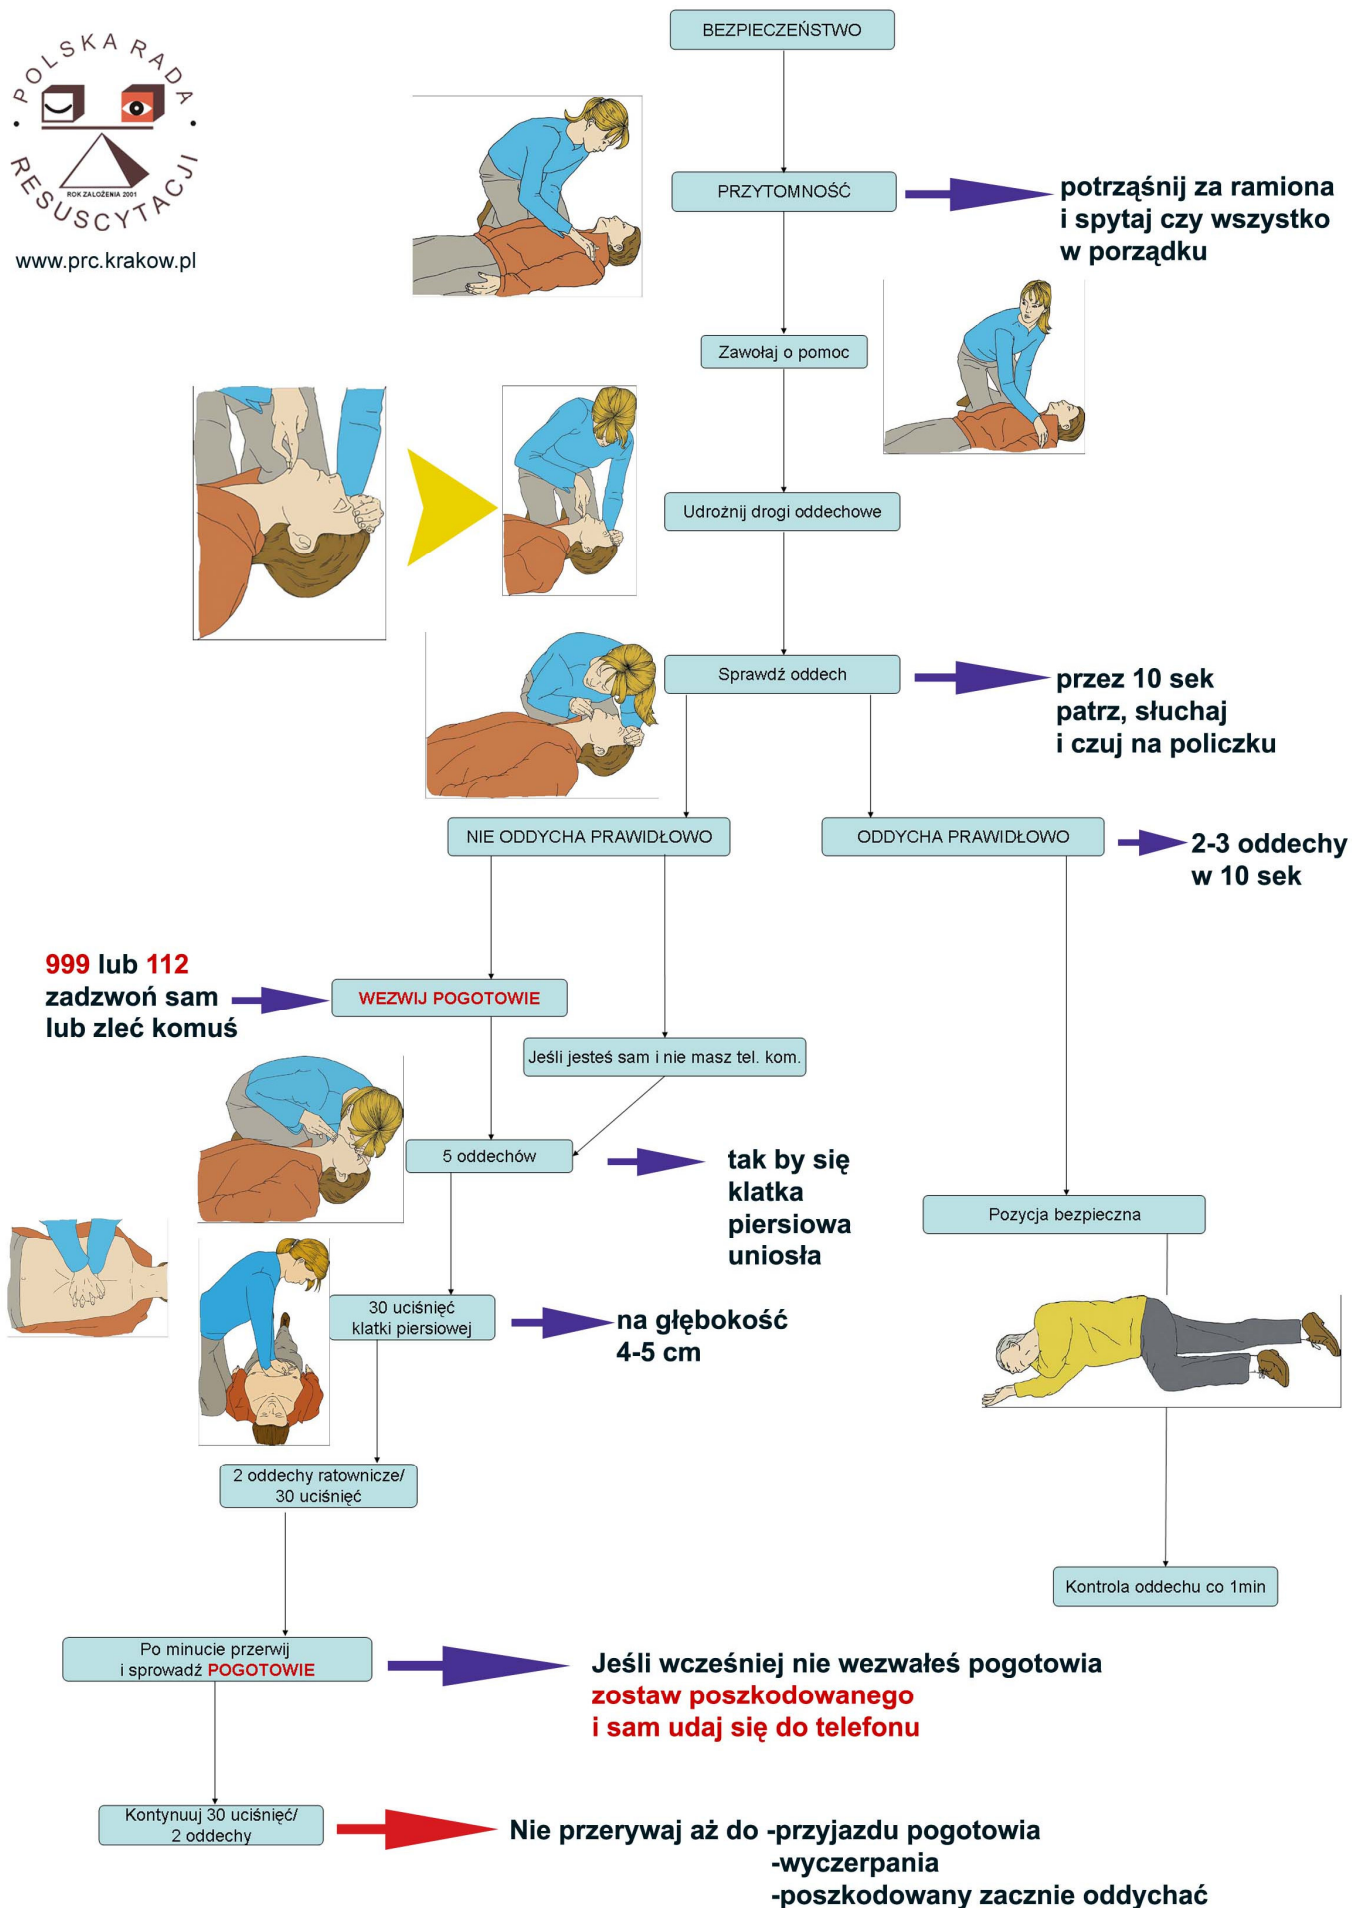 POLSKA RADA
RESUSCYTACJI
ROK ZAŁOŻENIA 2001
www.prc.krakow.pl
BEZPIECZEŃSTWO
PRZYTOMNOŚĆ
potrząśnij za ramiona
i spytaj czy wszystko
w porządku
Zawołaj o pomoc
Udrożnij drogi oddechowe
Sprawdź oddech
przez 10 sek
patrz, słuchaj
i czuj na policzku
NIE ODDYCHA PRAWIDŁOWO
ODDYCHA PRAWIDŁOWO
2-3 oddechy
w 10 sek
999 lub 112
zadzwoń sam
lub zleć komuś
WEZWIJ POGOTOWIE
Jeśli jesteś sam i nie masz tel. kom.
5 oddechów
tak by się
klatka
piersiowa
uniosła
Pozycja bezpieczna
30 uciśnięć
klatki piersiowej
na głębokość
4-5 cm
2 oddechy ratownicze/
30 uciśnięć
Kontrola oddechu co 1min
Po minucie przerwij
i sprowadź POGOTOWIE
Jeśli wcześniej nie wezwałeś pogotowia
zostaw poszkodowanego
i sam udaj się do telefonu
Kontynuuj 30 uciśnięć/
2 oddechy
Nie przerywaj aż do -przyjazdu pogotowia
-wyczerpania
-poszkodowany zacznie oddychać